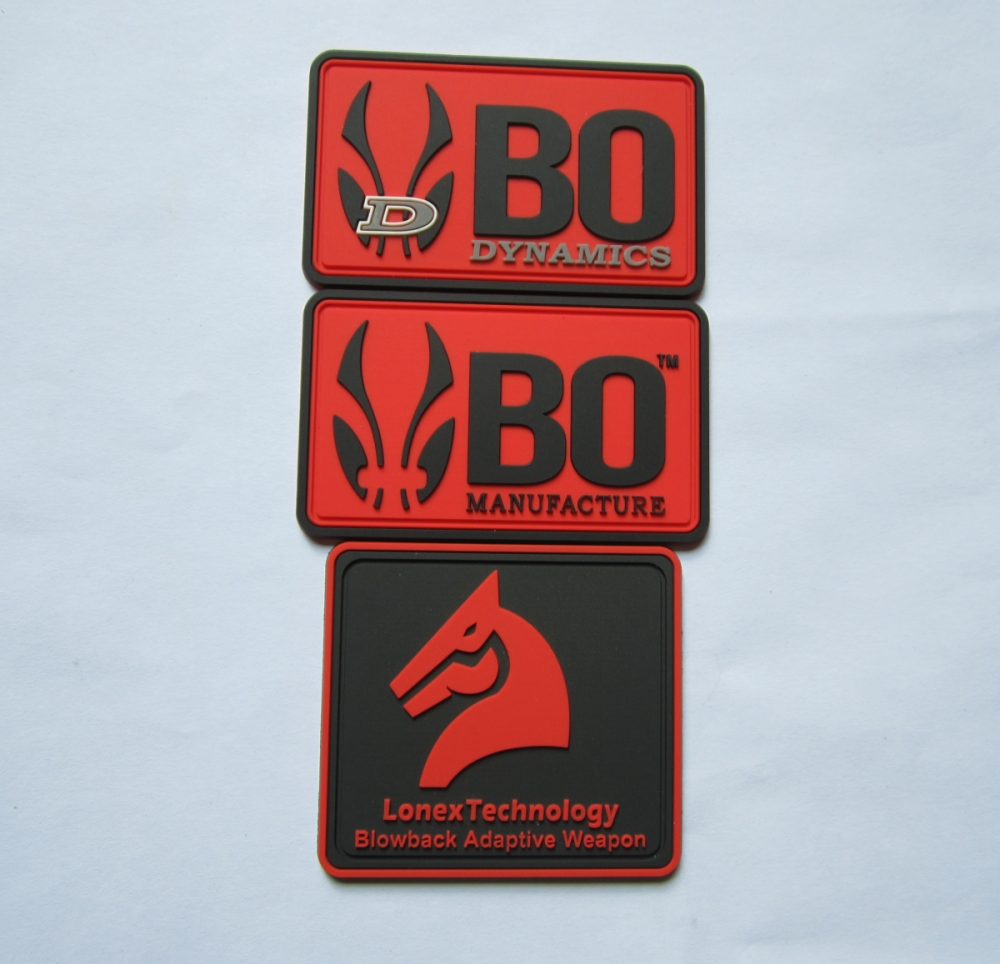 BO
D
DYNAMICS
BO™
MANUFACTURE
LonexTechnology
Blowback Adaptive Weapon